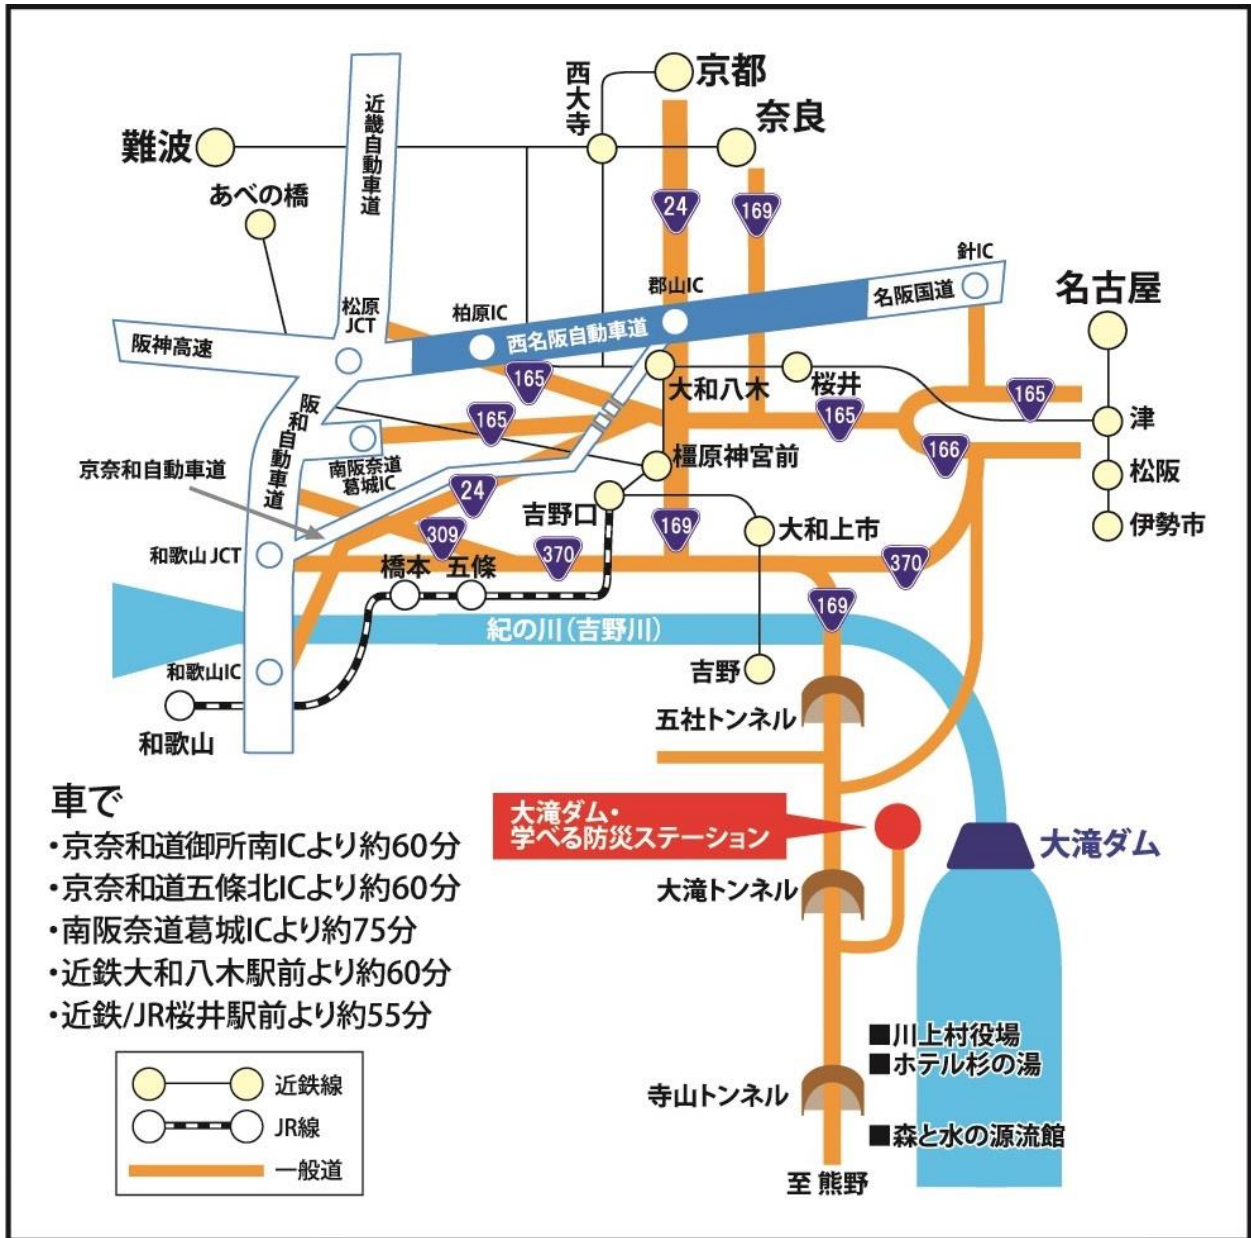 京都
西大寺
奈良
難波
近畿自動車道
あべの橋
24
169
針IC
郡山IC
名阪国道
名古屋
松原
JCT
柏原IC
西名阪自動車道
阪神高速
165
大和八木
桜井
阪和自動車道
165
165
165
津
南阪奈道
葛城IC
橿原神宮前
166
松阪
京奈和自動車道
24
吉野口
大和上市
伊勢市
309
169
和歌山 JCT
370
370
橋本
五條
169
紀の川(吉野川)
和歌山IC
吉野
和歌山
五社トンネル
車で
・京奈和道御所南ICより約60分
・京奈和道五條北ICより約60分
・南阪奈道葛城ICより約75分
・近鉄大和八木駅前より約60分
・近鉄/JR桜井駅前より約55分
大滝ダム・
学べる防災ステーション
大滝ダム
大滝トンネル
■川上村役場
■ホテル杉の湯
寺山トンネル
■森と水の源流館
至 熊野
近鉄線
JR線
一般道